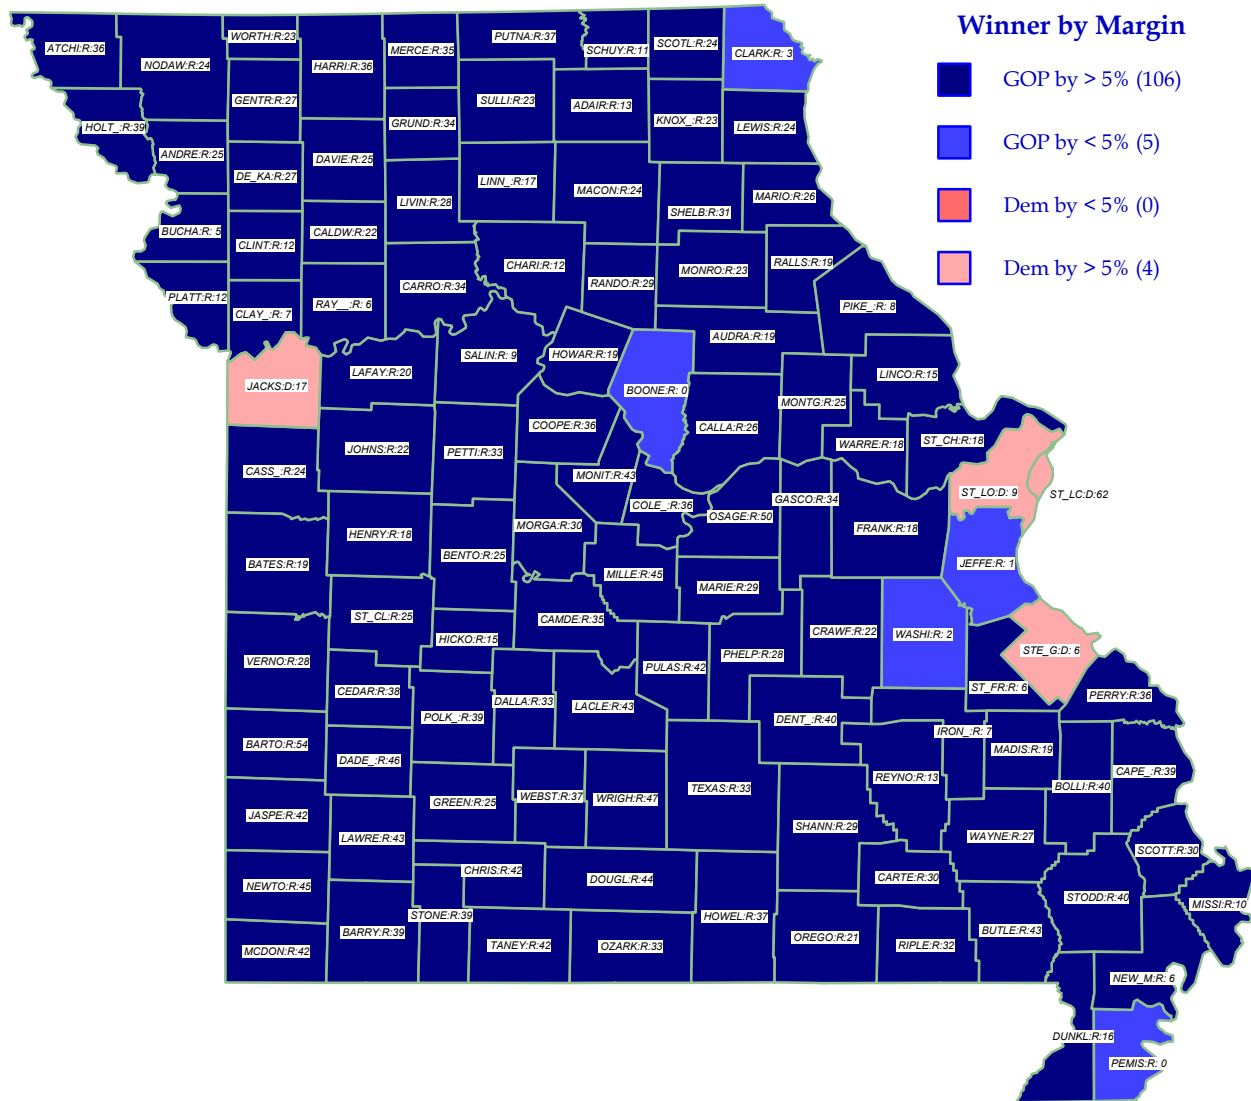 Winner by Margin
GOP by > 5% (106)
GOP by < 5% (5)
Dem by < 5% (0)
Dem by > 5% (4)
ATCHI:R:36
NODAW:R:24
WORTH:R:23
HARRI:R:36
MERCE:R:35
PUTNA:R:37
SCHUY:R:11
SCOTL:R:24
CLARK:R: 3
HOLT_:R:39
GENTR:R:27
SULLI:R:23
ADAIR:R:13
KNOX_:R:23
LEWIS:R:24
GRUND:R:34
ANDRE:R:25
DE_KA:R:27
DAVIE:R:25
LINN_:R:17
MACON:R:24
LIVIN:R:28
SHELB:R:31
MARIO:R:26
BUCHA:R: 5
CLINT:R:12
CALDW:R:22
CHARI:R:12
RANDO:R:29
MONRO:R:23
RALLS:R:19
PLATT:R:12
CLAY_:R: 7
RAY__:R: 6
CARRO:R:34
PIKE_:R: 8
JACKS:D:17
LAFAY:R:20
SALIN:R: 9
HOWAR:R:19
BOONE:R: 0
AUDRA:R:19
LINCO:R:15
MONTG:R:25
COOPE:R:36
CALLA:R:26
WARRE:R:18
ST_CH:R:18
CASS_:R:24
JOHNS:R:22
PETTI:R:33
MONIT:R:43
COLE_:R:36
OSAGE:R:50
GASCO:R:34
ST_LO:D: 9
ST_LC:D:62
HENRY:R:18
MORGA:R:30
FRANK:R:18
BATES:R:19
BENTO:R:25
MILLE:R:45
MARIE:R:29
JEFFE:R: 1
ST_CL:R:25
HICKO:R:15
CAMDE:R:35
CRAWF:R:22
WASHI:R: 2
STE_G:D: 6
VERNO:R:28
PULAS:R:42
PHELP:R:28
ST_FR:R: 6
PERRY:R:36
CEDAR:R:38
POLK_:R:39
DALLA:R:33
LACLE:R:43
DENT_:R:40
IRON_:R: 7
BARTO:R:54
DADE_:R:46
MADIS:R:19
CAPE_:R:39
REYNO:R:13
BOLLI:R:40
JASPE:R:42
GREEN:R:25
WEBST:R:37
WRIGH:R:47
TEXAS:R:33
LAWRE:R:43
SHANN:R:29
WAYNE:R:27
SCOTT:R:30
NEWTO:R:45
CHRIS:R:42
DOUGL:R:44
CARTE:R:30
STODD:R:40
MISSI:R:10
STONE:R:39
HOWEL:R:37
MCDON:R:42
BARRY:R:39
TANEY:R:42
OZARK:R:33
OREGO:R:21
RIPLE:R:32
BUTLE:R:43
NEW_M:R: 6
DUNKL:R:16
PEMIS:R: 0